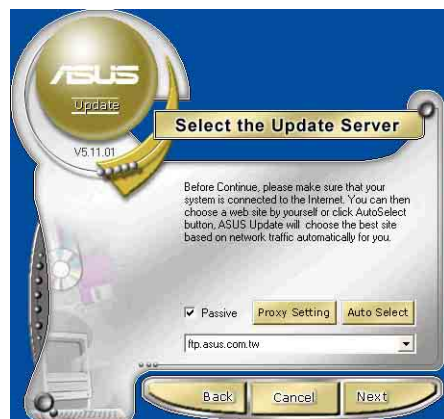 ASUS
Update
V5.11.01
Select the Update Server
Before Continue, please make sure that your
system is connected to the Internet. You can then
choose a web site by yourself or click AutoSelect
button, ASUS Update will choose the best site
based on network traffic automatically for you.
Passive
Proxy Setting
Auto Select
ftp.asus.com.tw
Back
Cancel
Next